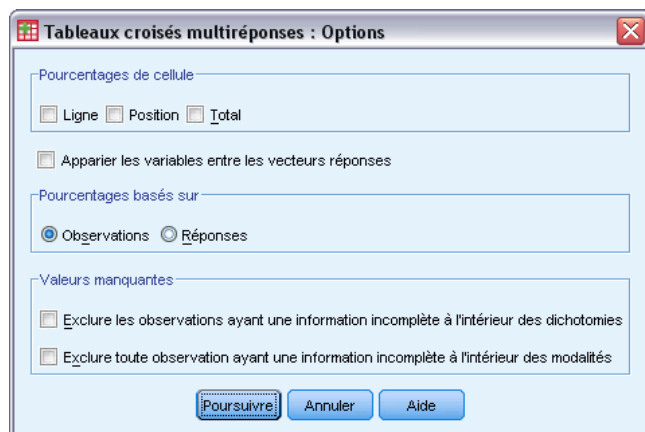 Tableaux croisés multiréponses : Options
Pourcentages de cellule
Ligne Position Total
Apparier les variables entre les vecteurs réponses
Pourcentages basés sur
Observations Réponses
Valeurs manquantes
Exclure les observations ayant une information incomplète à l'intérieur des dichotomies
Exclure toute observation ayant une information incomplète à l'intérieur des modalités
Poursuivre Annuler Aide